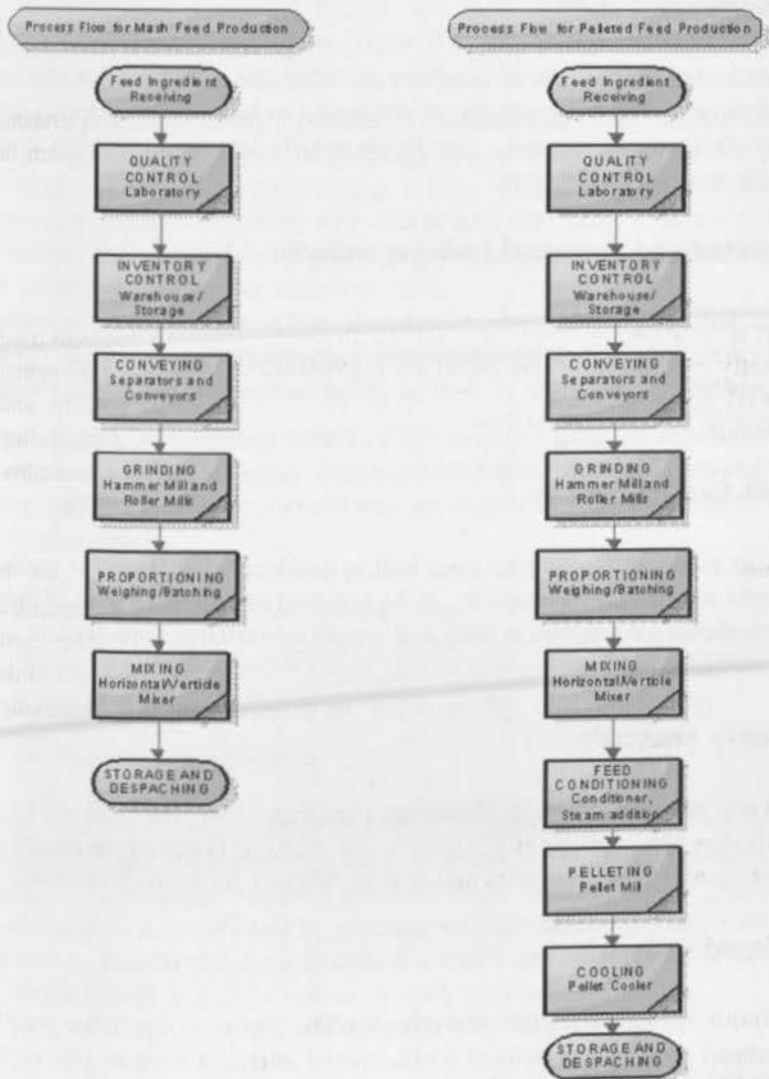 Process Flow for Mash Feed Production
Feed Ingredient
Receiving
QUALITY
CONTROL
Laboratory
INVENTORY
CONTROL
Warehouse/
Storage
CONVEYING
Separators and
Conveyors
GRINDING
Hammer Mill and
Roller Mills
PROPORTIONING
Weighing/Batching
MIXING
Horizontal/Verticle
Mixer
STORAGE AND
DESPACHING
Process Flow for Pelleted Feed Production
Feed Ingredient
Receiving
QUALITY
CONTROL
Laboratory
INVENTORY
CONTROL
Warehouse/
Storage
CONVEYING
Separators and
Conveyors
GRINDING
Hammer Mill and
Roller Mills
PROPORTIONING
Weighing/Batching
MIXING
Horizontal/Verticle
Mixer
FEED
CONDITIONING
Conditioner,
Steam addition
PELLETING
Pellet Mill
COOLING
Pellet Cooler
STORAGE AND
DESPACHING